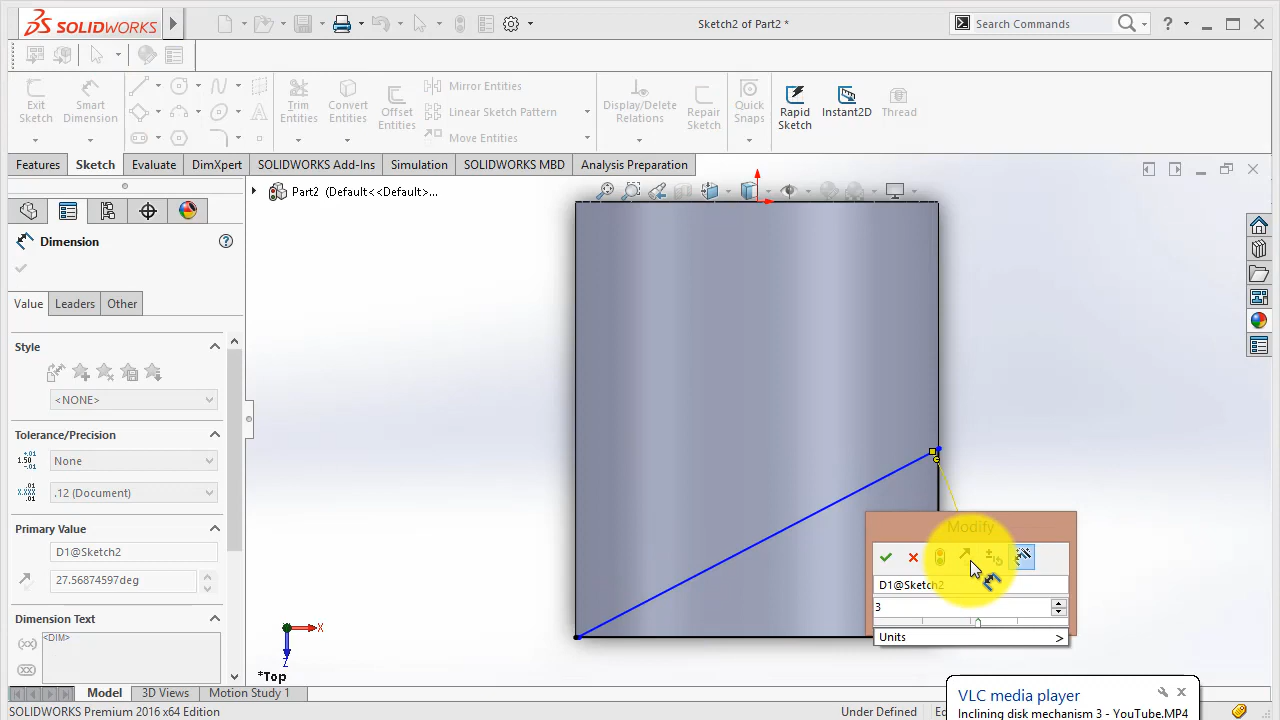 SOLIDWORKS
Sketch2 of Part2 *
Search Commands
?
Exit Sketch
Start Dimension
Trim Entities
Convert Entities
Offset Entities
Mirror Entities
Linear Sketch Pattern
Move Entities
Display/Delete Relations
Repair Sketch
Quick Snaps
Rapid Sketch
Instant2D
Thread
Features Sketch Evaluate DimXpert SOLIDWORKS Add-Ins Simulation SOLIDWORKS MBD Analysis Preparation
Part2 (Default<<Default>...
Dimension
Value Leaders Other
Style
<NONE>
Tolerance/Precision
None
.12 (Document)
Primary Value
D1@Sketch2
27.56874597deg
Dimension Text
<DIM>
Modify
D1@Sketch2
3
Units >
X
Z
*Top
VLC media player
Inclining disk mechanism 3 - YouTube.MP4
Model 3D Views Motion Study 1
SOLIDWORKS Premium 2016 x64 Edition
Under Defined